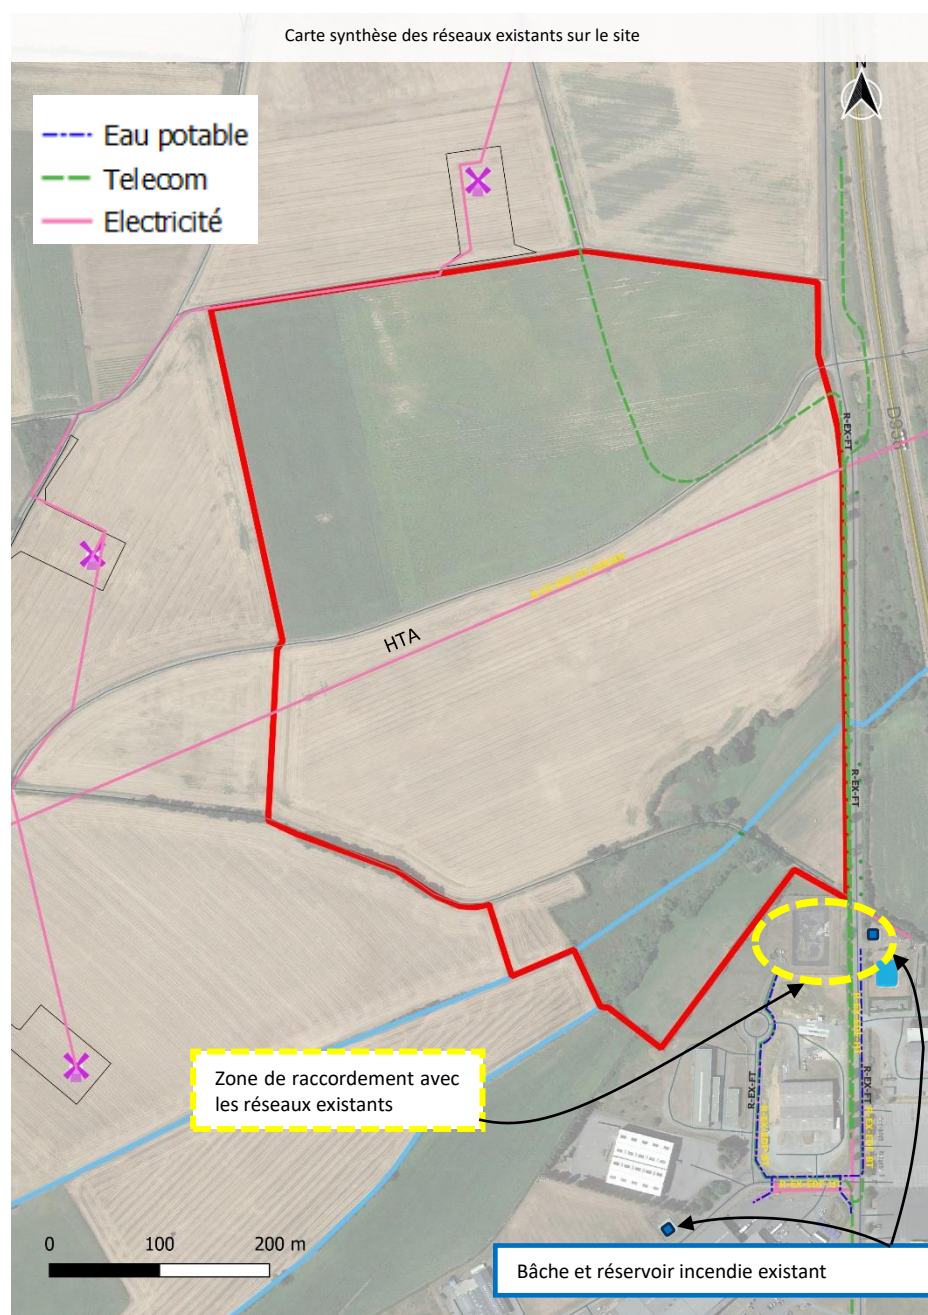 Carte synthèse des réseaux existants sur le site
N
Eau potable
Telecom
Electricité
D93
R-EX-FT
HTA
R-EX-FT
Zone de raccordement avec
les réseaux existants
R-EX-FT
R-EX-FT
0 100 200 m
Bâche et réservoir incendie existant